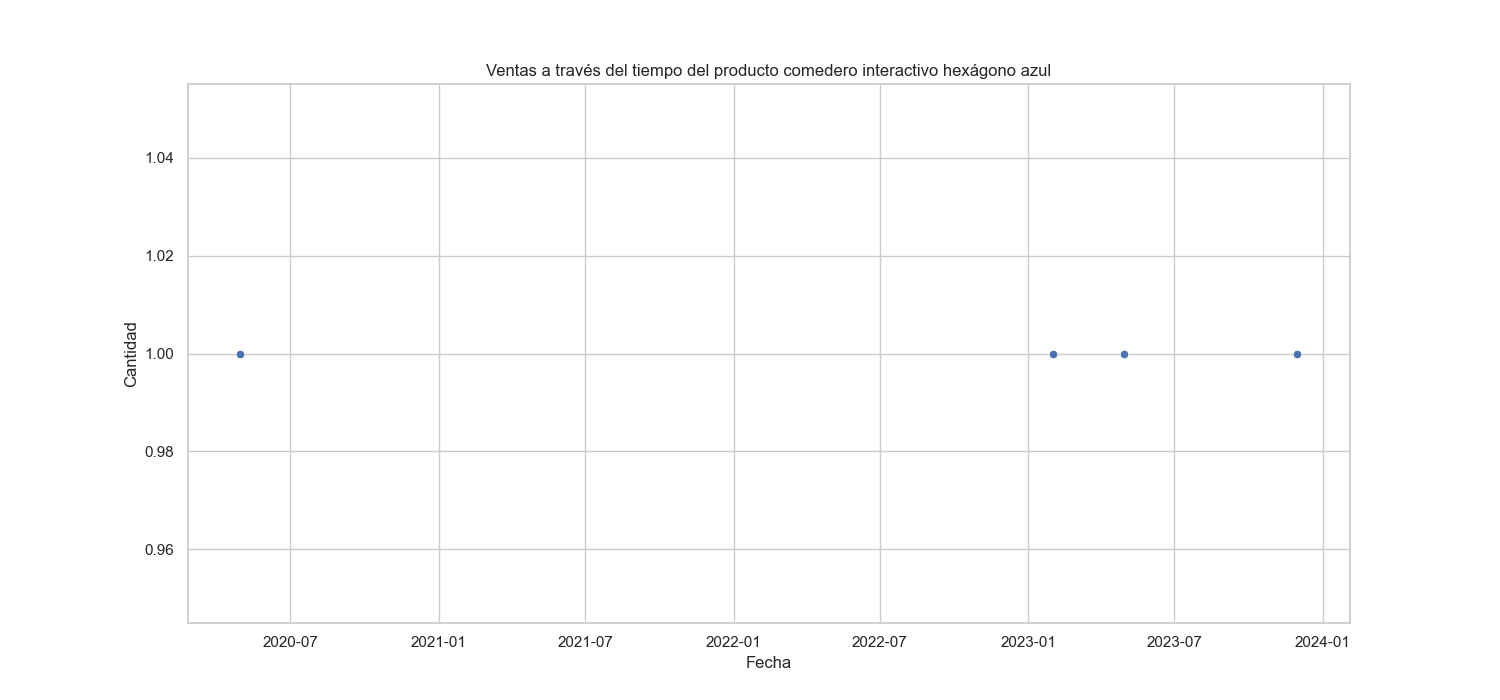 Ventas a través del tiempo del producto comedero interactivo hexágono azul
1.04
1.02
1.00
0.98
0.96
Cantidad
2020-07 2021-01 2021-07 2022-01 2022-07 2023-01 2023-07 2024-01
Fecha